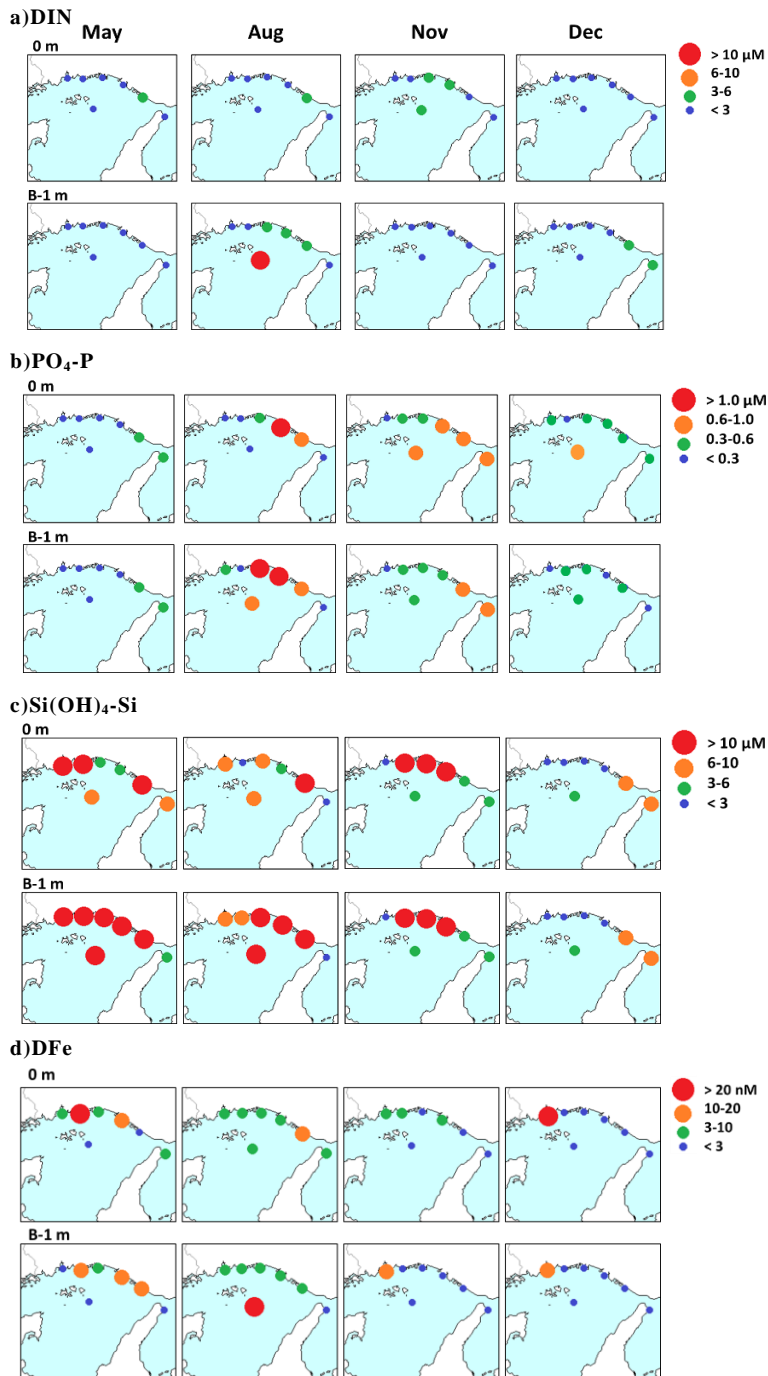 a)DIN
May Aug Nov Dec
0 m
> 10 μM
6-10
3-6
< 3
B-1 m
b)PO₄-P
0 m
> 1.0 μM
0.6-1.0
0.3-0.6
< 0.3
B-1 m
c)Si(OH)₄-Si
0 m
> 10 μM
6-10
3-6
< 3
B-1 m
d)DFe
0 m
> 20 nM
10-20
3-10
< 3
B-1 m